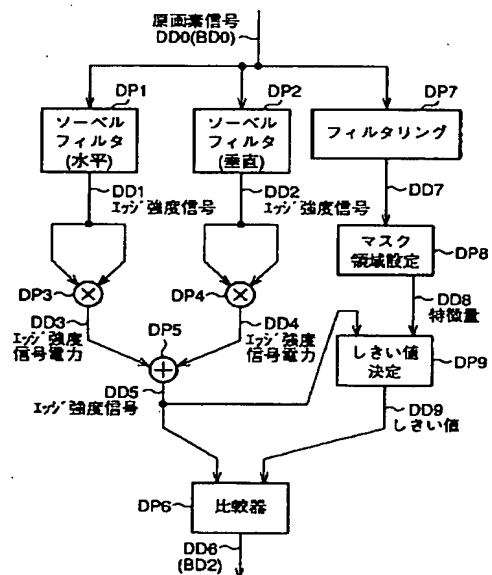 原画素信号
DD0(BD0)
DP1
ソーベル
フィルタ
(水平)
DP2
ソーベル
フィルタ
(垂直)
DP7
フィルタリング
DD1
エッジ強度信号
DD2
エッジ強度信号
DD7
マスク
領域設定
DP8
DP3
×
DP4
×
DD8
特徴量
DD3
エッジ強度
信号電力
DP5
+
DD4
エッジ強度
信号電力
しきい値
決定
DP9
DD5
エッジ強度信号
DD9
しきい値
DP6
比較器
DD6
(BD2)